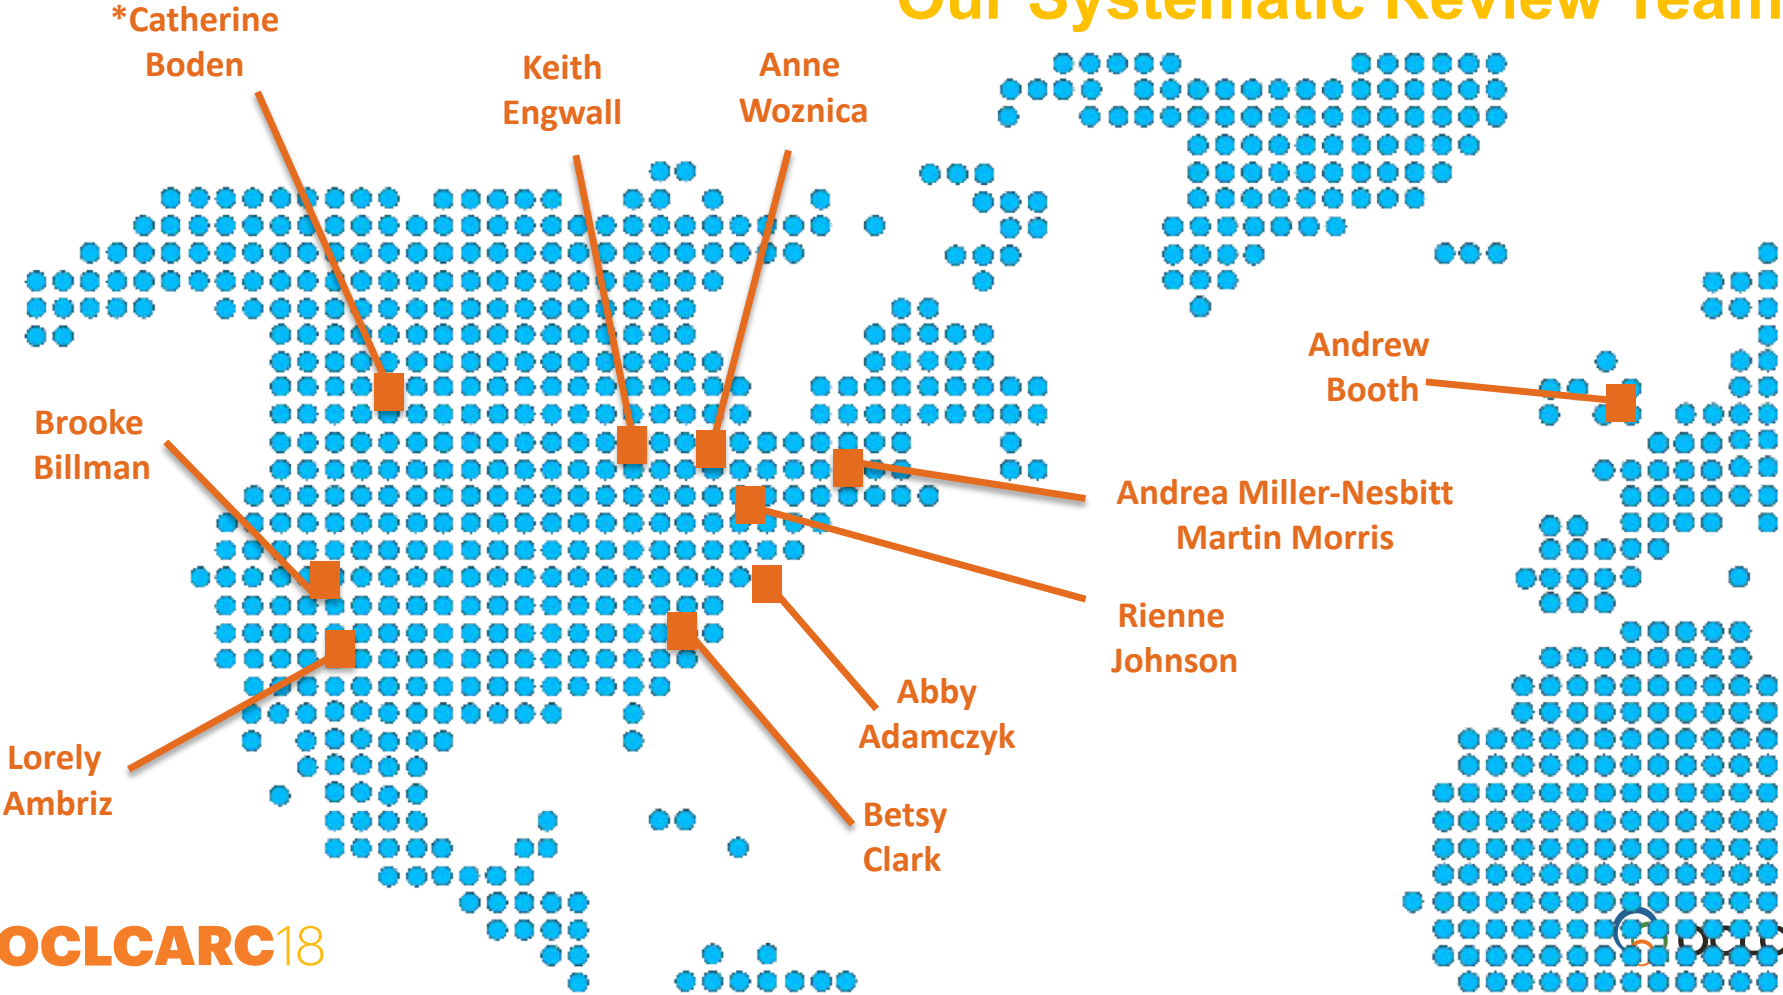 Our Systematic Review Team
*Catherine
Boden
Keith
Engwall
Anne
Woznica
Andrew
Booth
Brooke
Billman
Andrea Miller-Nesbitt
Martin Morris
Rienne
Johnson
Abby
Adamczyk
Lorely
Ambriz
Betsy
Clark
OCLCARC18